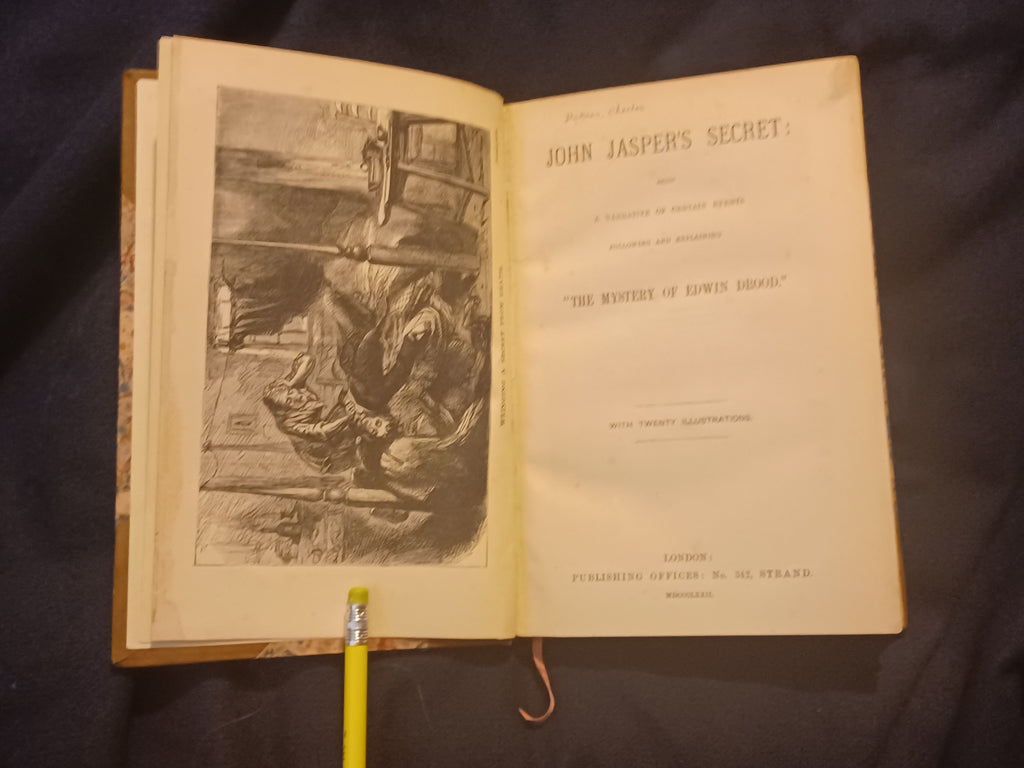 Dickens, Charles
JOHN JASPER'S SECRET:
BEING
A NARRATIVE OF CERTAIN EVENTS
FOLLOWING AND EXPLAINING
"THE MYSTERY OF EDWIN DROOD."
WITH TWENTY ILLUSTRATIONS.
LONDON:
PUBLISHING OFFICES: No. 342, STRAND.
MDCCCLXXII.